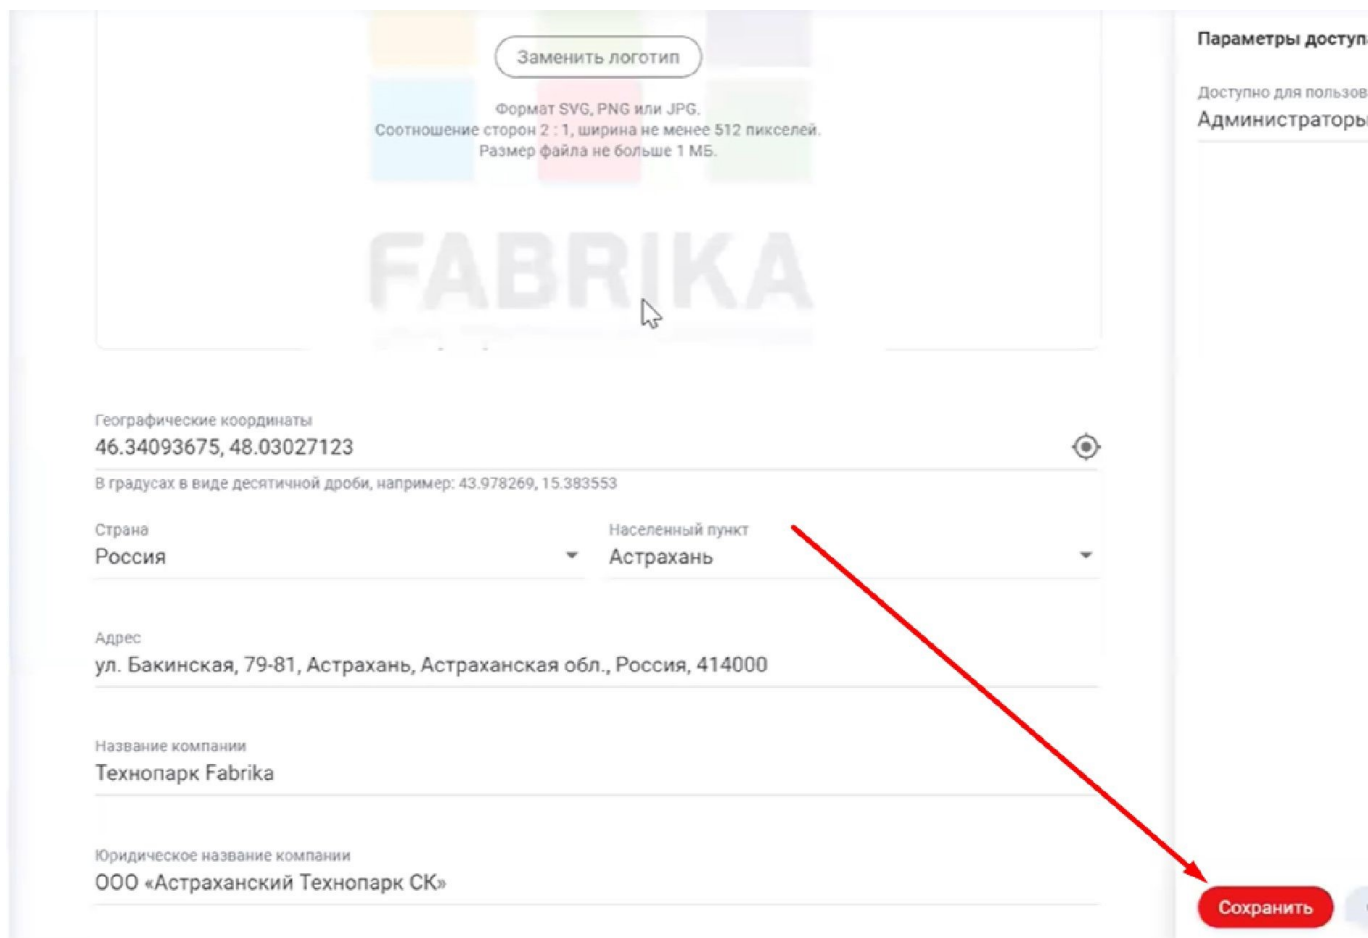 Заменить логотип
Формат SVG, PNG или JPG.
Соотношение сторон 2 : 1, ширина не менее 512 пикселей.
Размер файла не больше 1 МБ.
FABRIKA
Географические координаты
46.34093675, 48.03027123
В градусах в виде десятичной дроби, например: 43.978269, 15.383553
Страна
Россия
Населенный пункт
Астрахань
Адрес
ул. Бакинская, 79-81, Астрахань, Астраханская обл., Россия, 414000
Название компании
Технопарк Fabrika
Юридическое название компании
ООО «Астраханский Технопарк СК»
Параметры доступа
Доступно для пользов
Администраторы
Сохранить